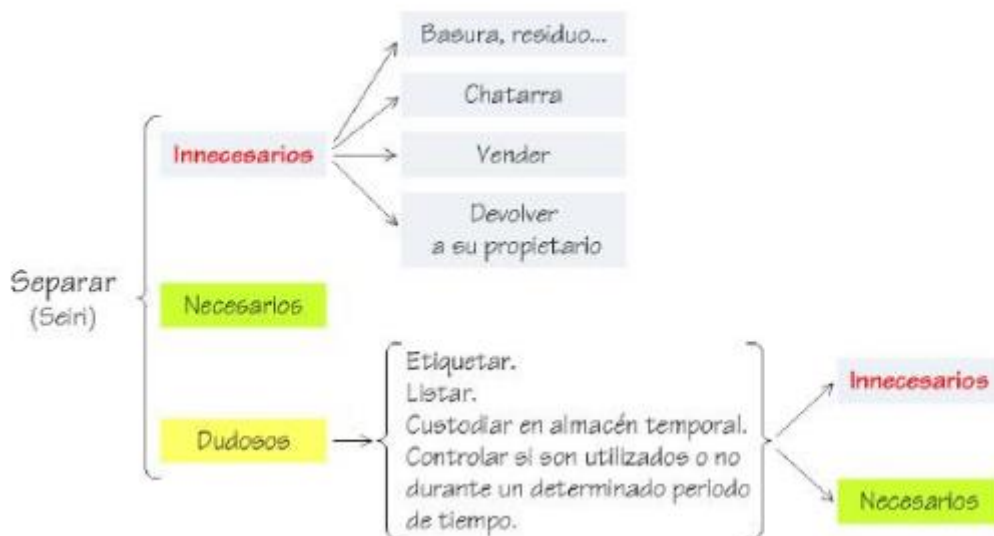 Basura, residuo...
Chatarra
Innecesarios
Vender
Devolver
a su propietario
Separar
(Seiri)
Necesarios
Dudosos
Etiquetar.
Listar.
Custodiar en almacén temporal.
Controlar si son utilizados o no
durante un determinado periodo
de tiempo.
Innecesarios
Necesarios